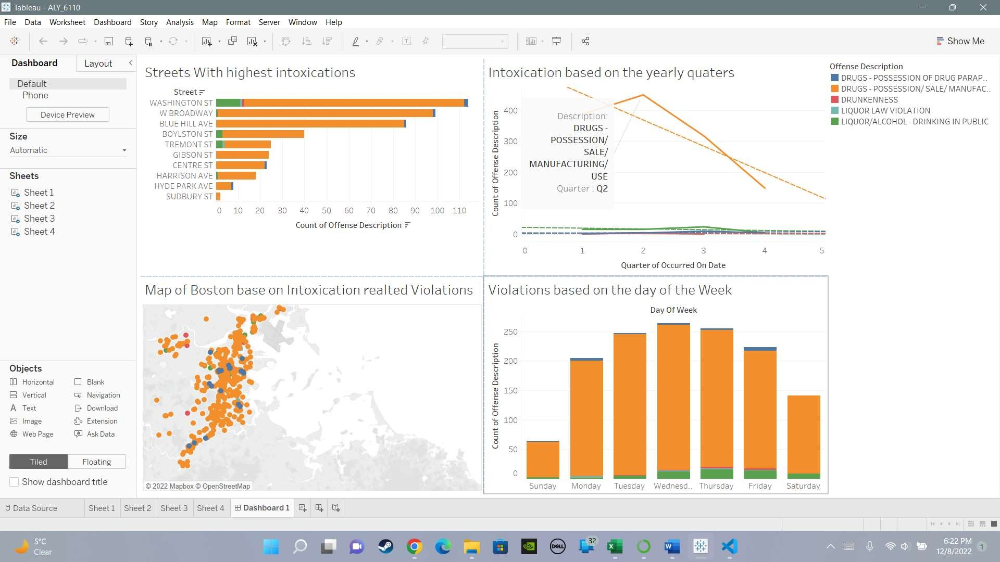 Tableau - ALY_6110
File Data Worksheet Dashboard Story Analysis Map Format Server Window Help
Show Me
Dashboard Layout
Default
Phone
Device Preview
Size
Automatic
Sheets
Sheet 1
Sheet 2
Sheet 3
Sheet 4
Objects
Horizontal Blank
Vertical Navigation
Text Download
Image Extension
Web Page Ask Data
Tiled Floating
Show dashboard title
Streets With highest intoxications
Street
WASHINGTON ST
W BROADWAY
BLUE HILL AVE
BOYLSTON ST
TREMONT ST
GIBSON ST
CENTRE ST
HARRISON AVE
HYDE PARK AVE
SUDBURY ST
0 10 20 30 40 50 60 70 80 90 100 110
Count of Offense Description
Intoxication based on the yearly quaters
Count of Offense Description
400
300
200
100
0
Description:
DRUGS -
POSSESSION/
SALE/
MANUFACTURING/
USE
Quarter : Q2
0 1 2 3 4 5
Quarter of Occurred On Date
Offense Description
DRUGS - POSSESSION OF DRUG PARAP..
DRUGS - POSSESSION/ SALE/ MANUFAC..
DRUNKENNESS
LIQUOR LAW VIOLATION
LIQUOR/ALCOHOL - DRINKING IN PUBLIC
Map of Boston base on Intoxication realted Violations
© 2022 Mapbox © OpenStreetMap
Violations based on the day of the Week
Day Of Week
Count of Offense Description
250
200
150
100
50
0
Sunday Monday Tuesday Wednesd.. Thursday Friday Saturday
Data Source Sheet 1 Sheet 2 Sheet 3 Sheet 4 Dashboard 1
5°C
Clear
DELL
32
6:22 PM
12/8/2022
1